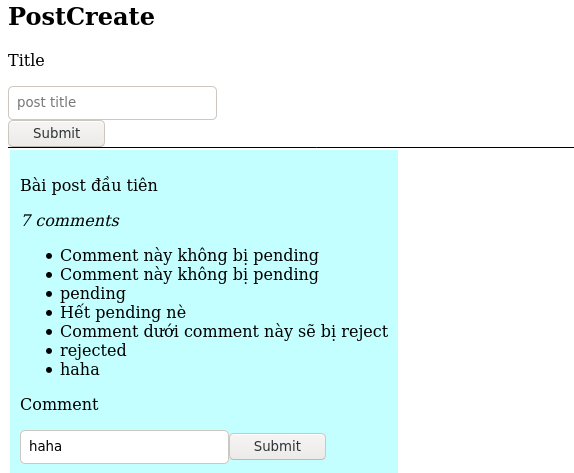 PostCreate
Title
post title
Submit
Bài post đầu tiên
7 comments
Comment này không bị pending
Comment này không bị pending
pending
Hết pending nè
Comment dưới comment này sẽ bị reject
rejected
haha
Comment
haha Submit